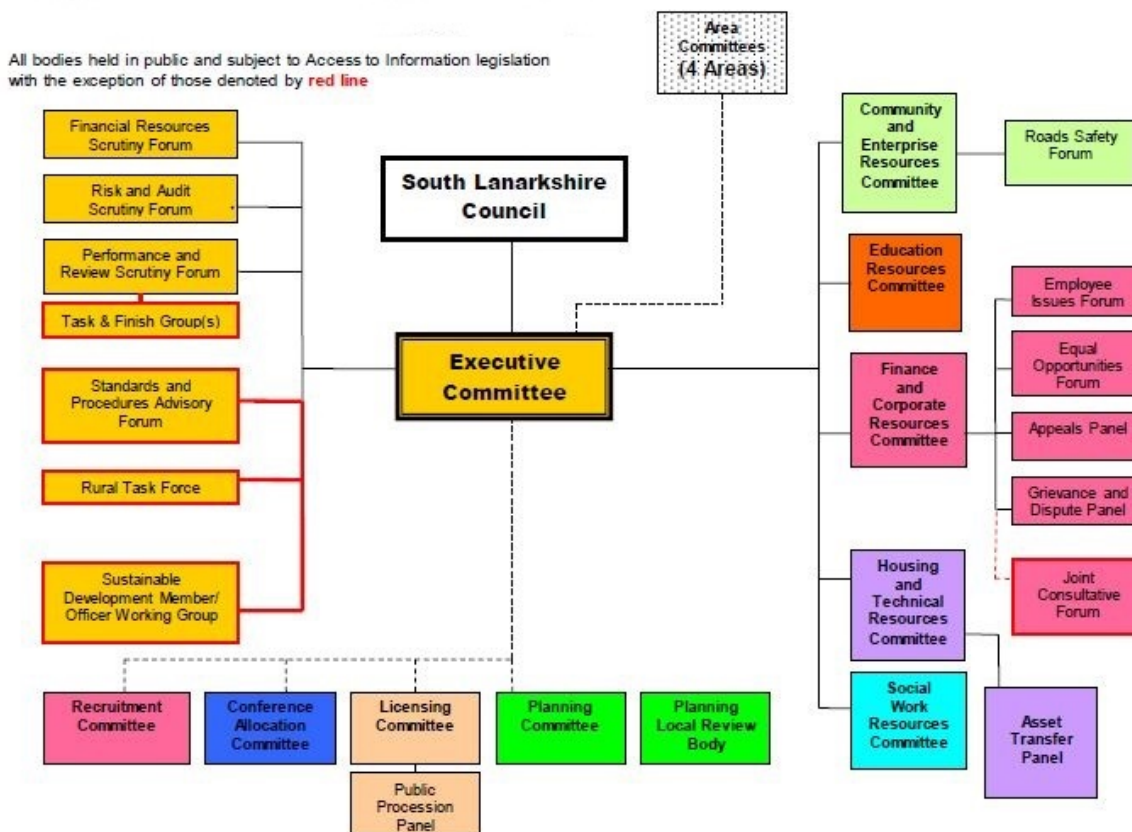 All bodies held in public and subject to Access to Information legislation
with the exception of those denoted by red line
Area
Committees
(4 Areas)
Financial Resources
Scrutiny Forum
Risk and Audit
Scrutiny Forum
Performance and
Review Scrutiny Forum
Task & Finish Group(s)
Standards and
Procedures Advisory
Forum
Rural Task Force
Sustainable
Development Member/
Officer Working Group
South Lanarkshire
Council
Executive
Committee
Community
and
Enterprise
Resources
Committee
Roads Safety
Forum
Education
Resources
Committee
Finance
and
Corporate
Resources
Committee
Employee
Issues Forum
Equal
Opportunities
Forum
Appeals Panel
Grievance and
Dispute Panel
Joint
Consultative
Forum
Housing
and
Technical
Resources
Committee
Social
Work
Resources
Committee
Asset
Transfer
Panel
Recruitment
Committee
Conference
Allocation
Committee
Licensing
Committee
Public
Procession
Panel
Planning
Committee
Planning
Local Review
Body